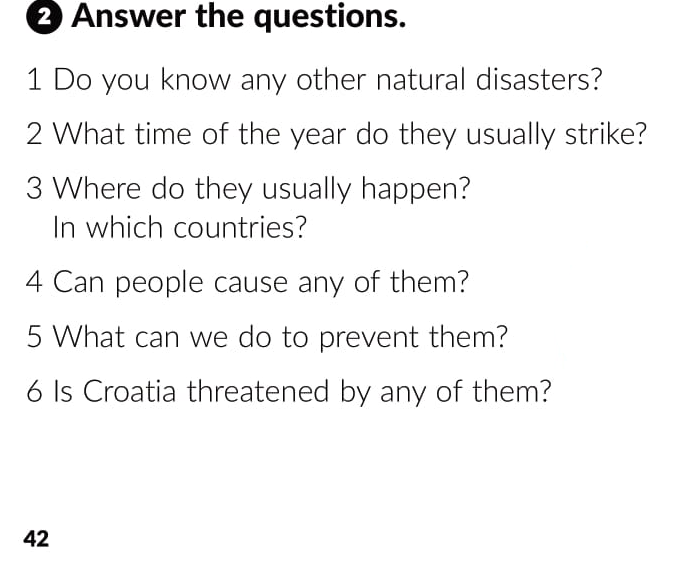 2 Answer the questions.
1 Do you know any other natural disasters?
2 What time of the year do they usually strike?
3 Where do they usually happen?
In which countries?
4 Can people cause any of them?
5 What can we do to prevent them?
6 Is Croatia threatened by any of them?
42